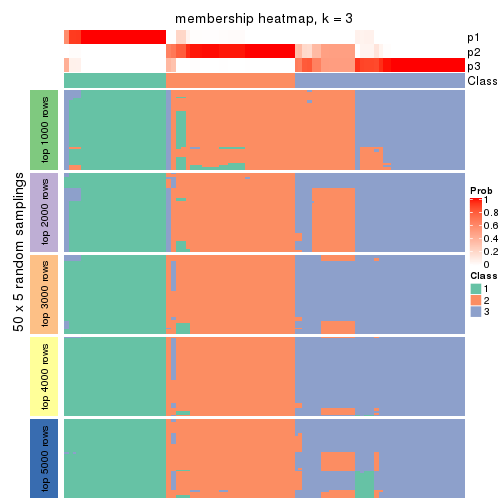 membership heatmap, k = 3
p1
p2
p3
Class
50 x 5 random samplings
top 1000 rows
top 2000 rows
top 3000 rows
top 4000 rows
top 5000 rows
Prob
1
0.8
0.6
0.4
0.2
0
Class
1
2
3